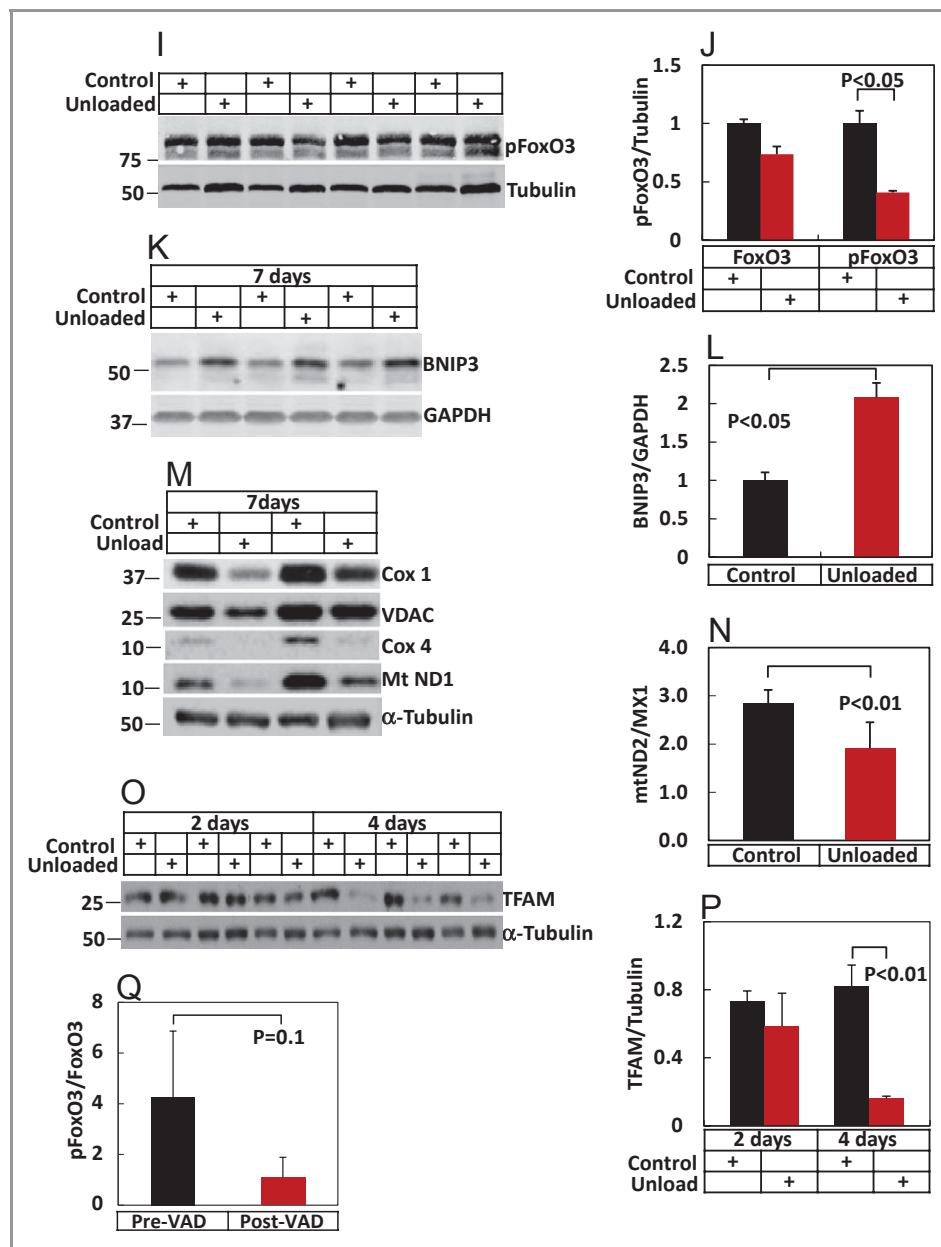 I
Control + + + +
Unloaded + + + +
pFoxO3
75
50 Tubulin
J
pFoxO3/Tubulin
1.5
1
0.5
0
P<0.05
FoxO3 pFoxO3
Control + +
Unloaded + +
K
7 days
Control + + +
Unloaded + + +
50 BNIP3
37 GAPDH
L
BNIP3/GAPDH
2.5
2
1.5
1
0.5
0
P<0.05
Control Unloaded
M
7days
Control + +
Unload + +
37 Cox 1
25 VDAC
10 Cox 4
10 Mt ND1
50 α-Tubulin
N
mtND2/MX1
4.0
3.0
2.0
1.0
0.0
P<0.01
Control Unloaded
O
2 days 4 days
Control + + + + + +
Unloaded + + + + + +
25 TFAM
50 α-Tubulin
P
TFAM/Tubulin
1.2
0.8
0.4
0
P<0.01
2 days 4 days
Control + +
Unload + +
Q
pFoxO3/FoxO3
8
6
4
2
0
P=0.1
Pre-VAD Post-VAD